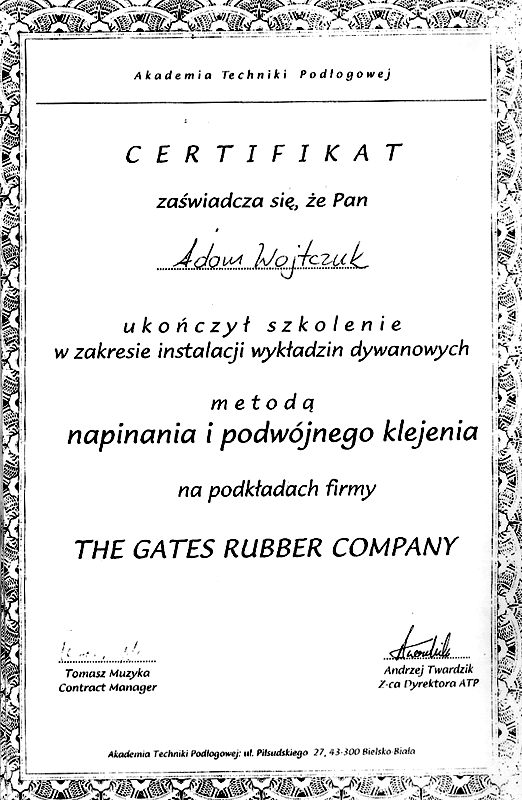 Akademia Techniki Podłogowej
CERTIFIKAT
zaświadcza się, że Pan
Adam Wojtczuk
ukończył szkolenie
w zakresie instalacji wykładzin dywanowych
metodą
napinania i podwójnego klejenia
na podkładach firmy
THE GATES RUBBER COMPANY
Tomasz Muzyka
Contract Manager
Twardzik
Andrzej Twardzik
Z-ca Dyrektora ATP
Akademia Techniki Podłogowej; ul. Piłsudskiego 27, 43-300 Bielsko Biała